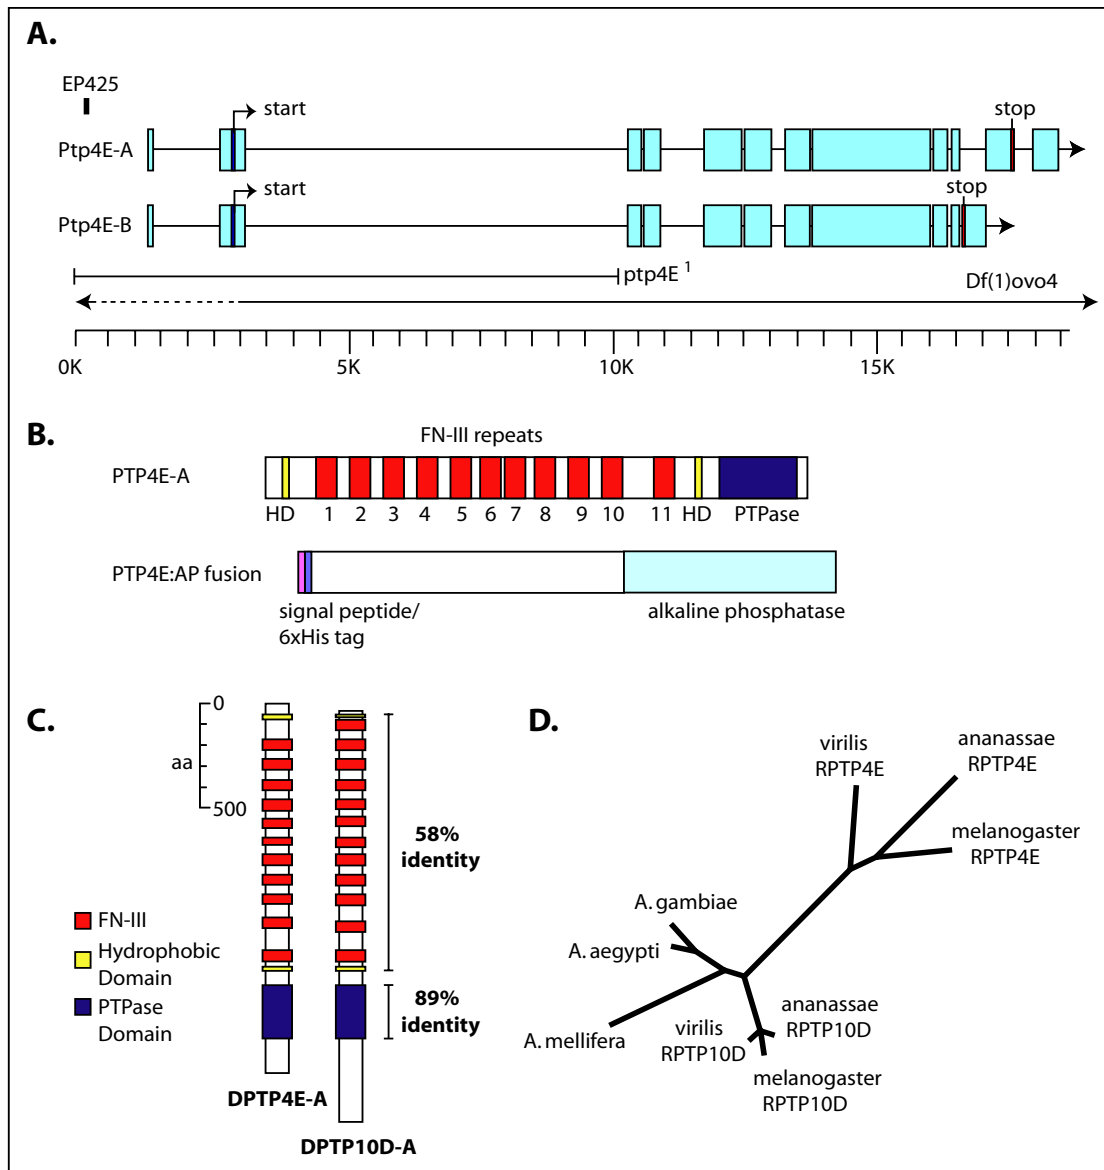 A.
EP425
start
stop
Ptp4E-A
start
stop
Ptp4E-B
ptp4E 1
Df(1)ovo4
0K 5K 10K 15K
B.
FN-III repeats
PTP4E-A
HD 1 2 3 4 5 6 7 8 9 10 11 HD PTPase
PTP4E:AP fusion
signal peptide/
6xHis tag
alkaline phosphatase
C.
0
aa
500
58%
identity
FN-III
Hydrophobic
Domain
PTPase
Domain
89%
identity
DPTP4E-A
DPTP10D-A
D.
virilis
RPTP4E
ananassae
RPTP4E
melanogaster
RPTP4E
A. gambiae
A. aegypti
A. mellifera
virilis
RPTP10D
ananassae
RPTP10D
melanogaster
RPTP10D